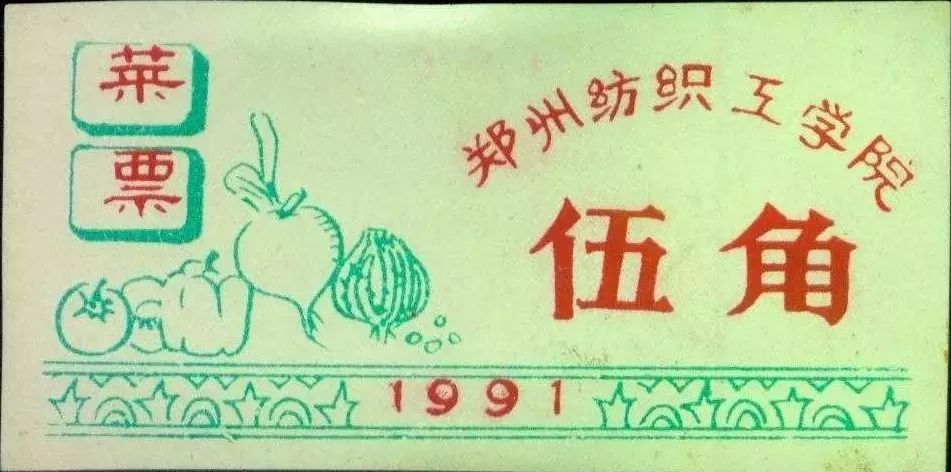 菜
票
郑州纺织工学院
伍角
1991